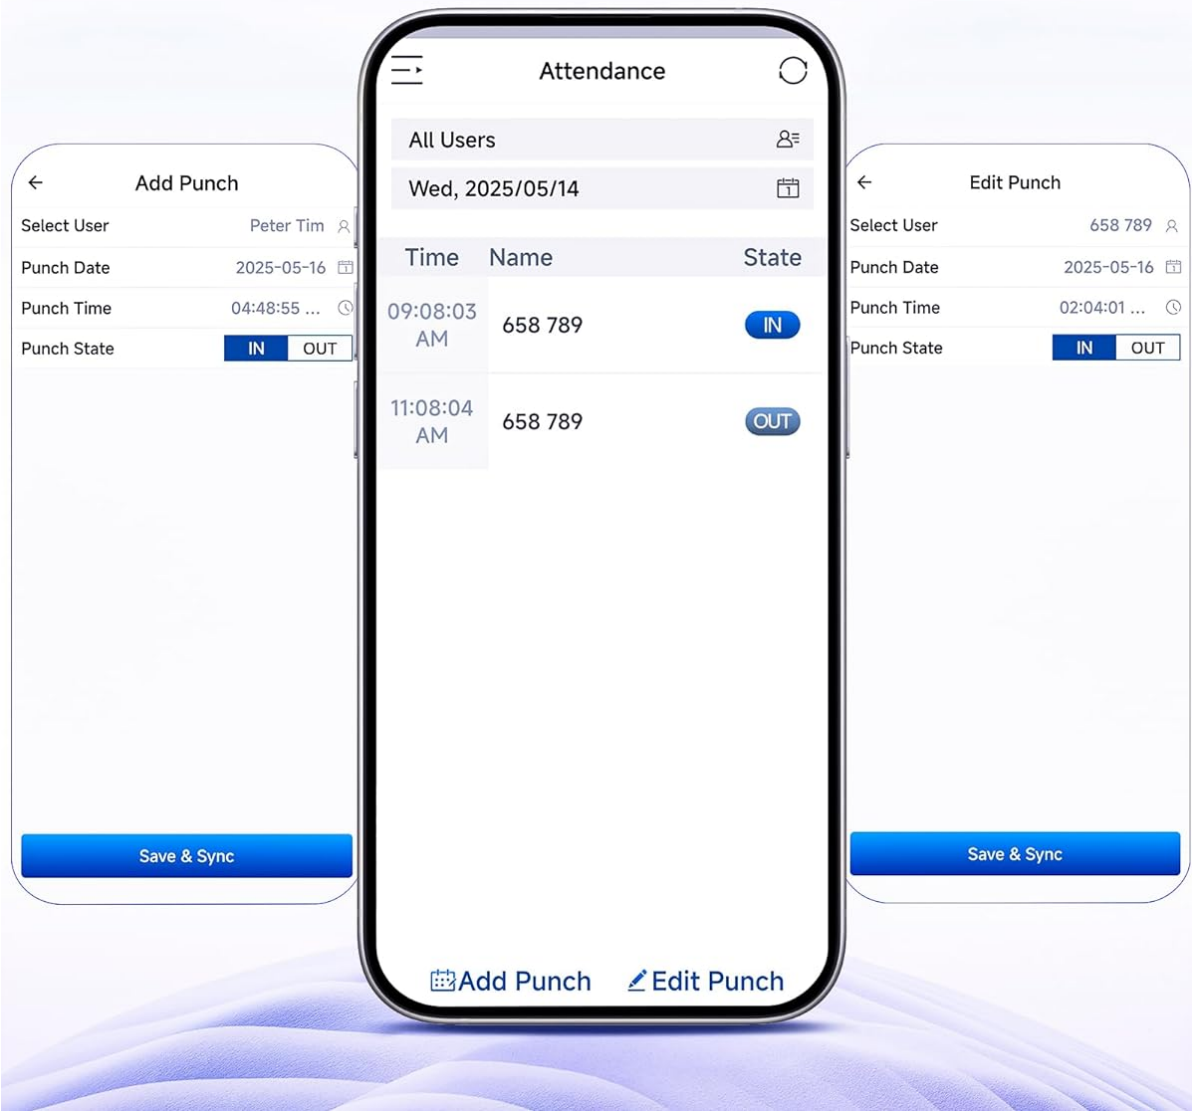 Add Punch
Select User Peter Tim
Punch Date 2025-05-16
Punch Time 04:48:55 ...
Punch State IN OUT
Save & Sync
Attendance
All Users
Wed, 2025/05/14
Time Name State
09:08:03
AM
658 789 IN
11:08:04
AM
658 789 OUT
Add Punch Edit Punch
Edit Punch
Select User 658 789
Punch Date 2025-05-16
Punch Time 02:04:01 ...
Punch State IN OUT
Save & Sync